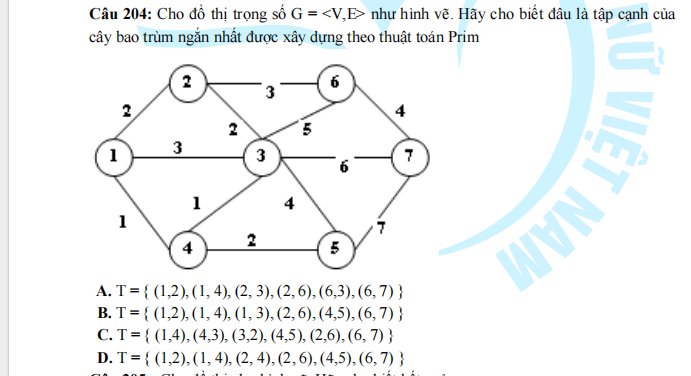 Câu 204: Cho đồ thị trọng số G = <V,E> như hình vẽ. Hãy cho biết đâu là tập cạnh của
cây bao trùm ngắn nhất được xây dựng theo thuật toán Prim
2 3 6
2 2 5 4
1 3 3 6 7
1 1 4 7
4 2 5
A. T = { (1,2), (1, 4), (2, 3), (2, 6), (6,3), (6, 7) }
B. T = { (1,2), (1, 4), (1, 3), (2, 6), (4,5), (6, 7) }
C. T = { (1,4), (4,3), (3,2), (4,5), (2,6), (6, 7) }
D. T = { (1,2), (1, 4), (2, 4), (2, 6), (4,5), (6, 7) }
VIỆT NAM